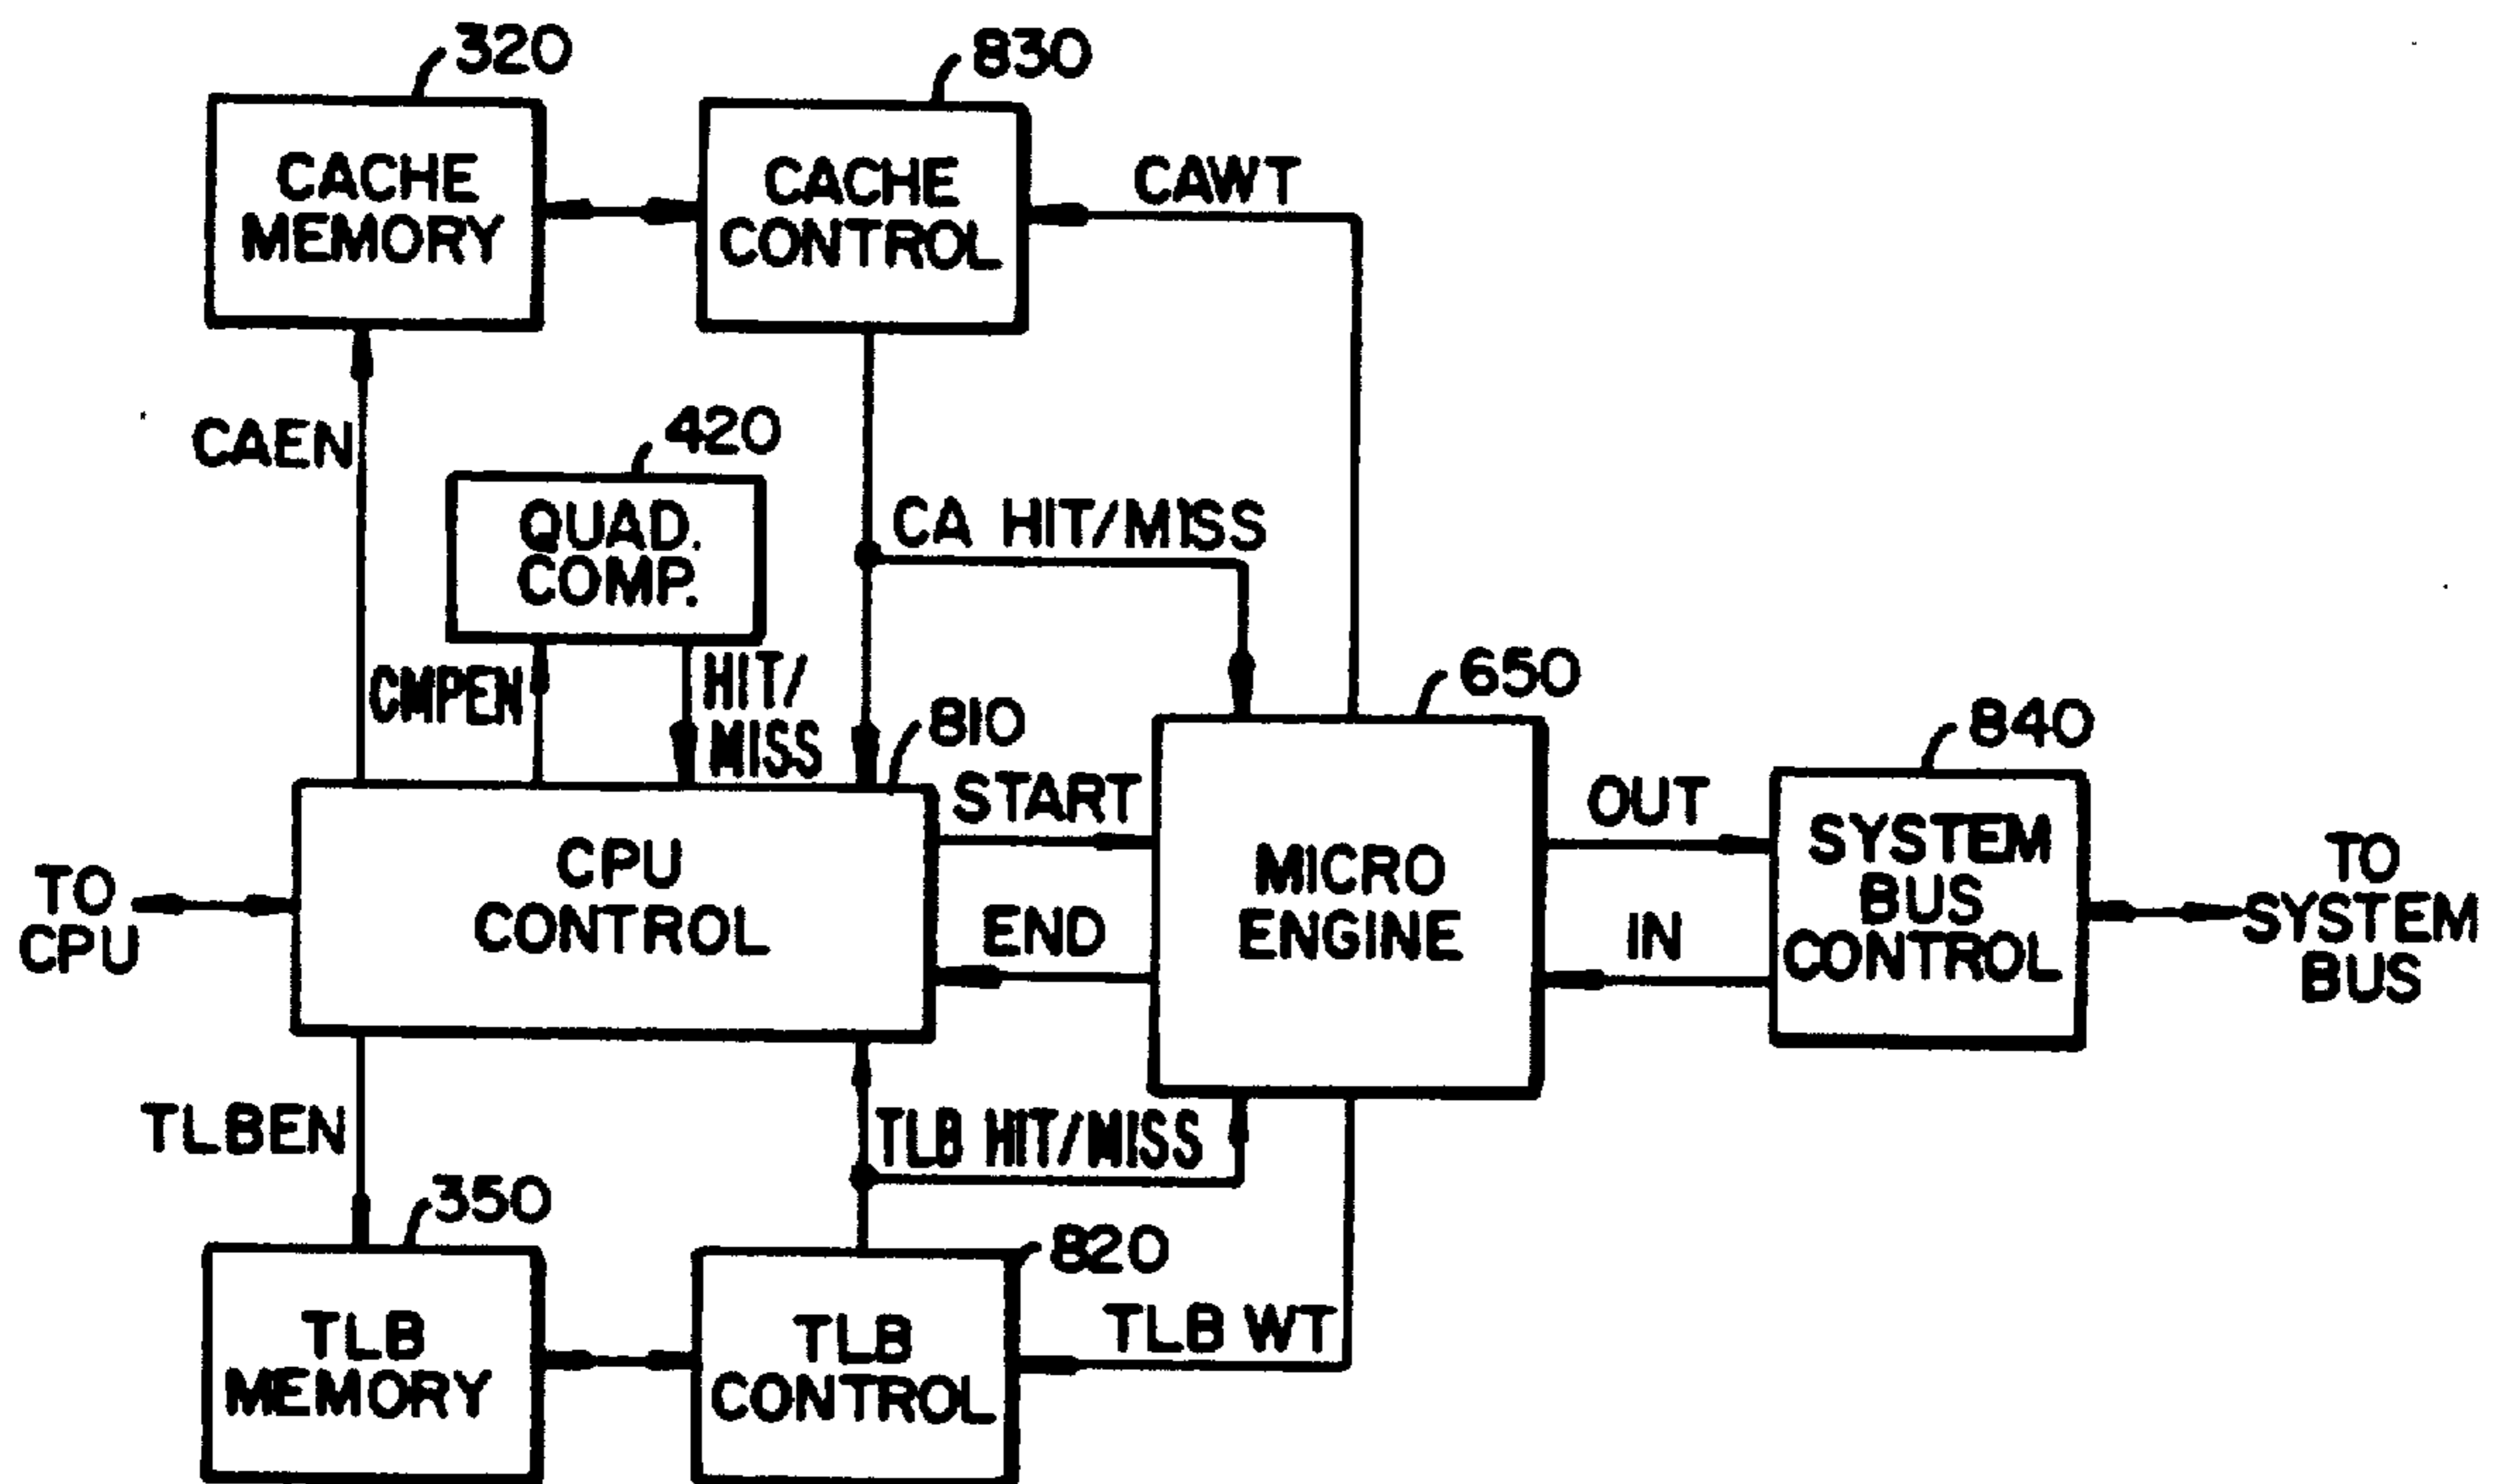 320
830
CACHE
MEMORY
CACHE
CONTROL
CAWT
CAEN
420
QUAD.
COMP.
CA HIT/MISS
CMPEN
HIT/
MISS
810
650
840
START
OUT
CPU
CONTROL
MICRO
ENGINE
SYSTEM
BUS
CONTROL
TO
CPU
END
IN
TO
SYSTEM
BUS
TLBEN
TLB HIT/MISS
350
820
TLB
MEMORY
TLB
CONTROL
TLB WT